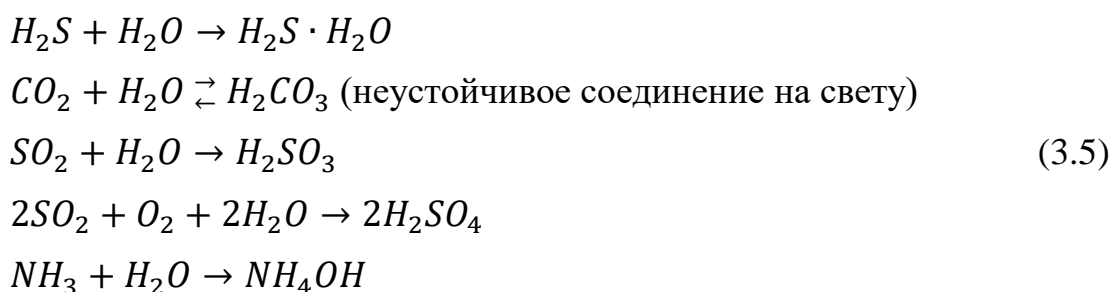 H₂S + H₂O → H₂S · H₂O
CO₂ + H₂O ⇄ H₂CO₃ (неустойчивое соединение на свету)
SO₂ + H₂O → H₂SO₃ (3.5)
2SO₂ + O₂ + 2H₂O → 2H₂SO₄
NH₃ + H₂O → NH₄OH